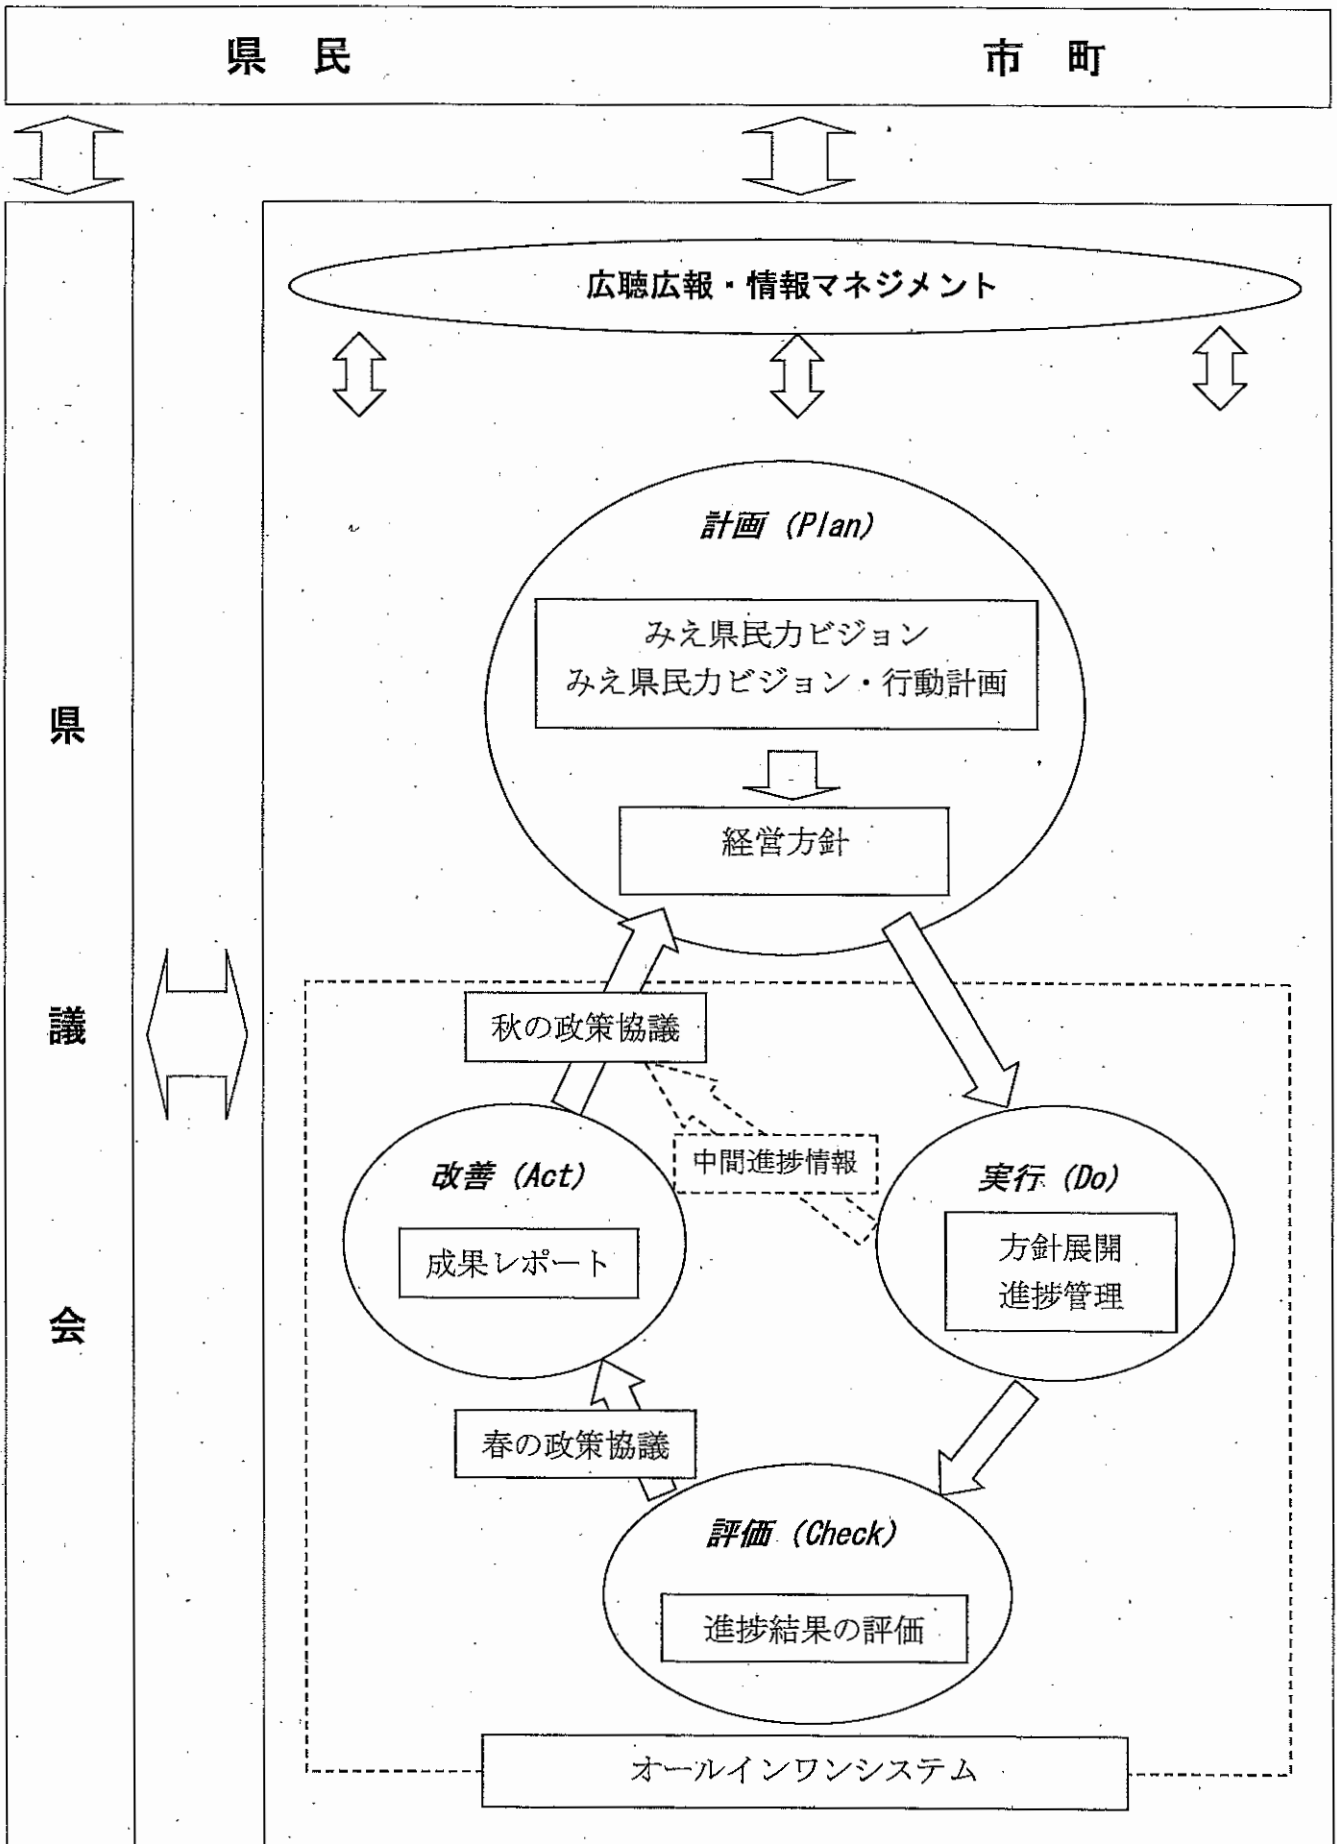 県 民
市 町
広聴広報・情報マネジメント
計画 (Plan)
みえ県民力ビジョン
みえ県民力ビジョン・行動計画
経営方針
県
議
会
秋の政策協議
中間進捗情報
改善 (Act)
成果レポート
実行 (Do)
方針展開
進捗管理
春の政策協議
評価 (Check)
進捗結果の評価
オールインワンシステム